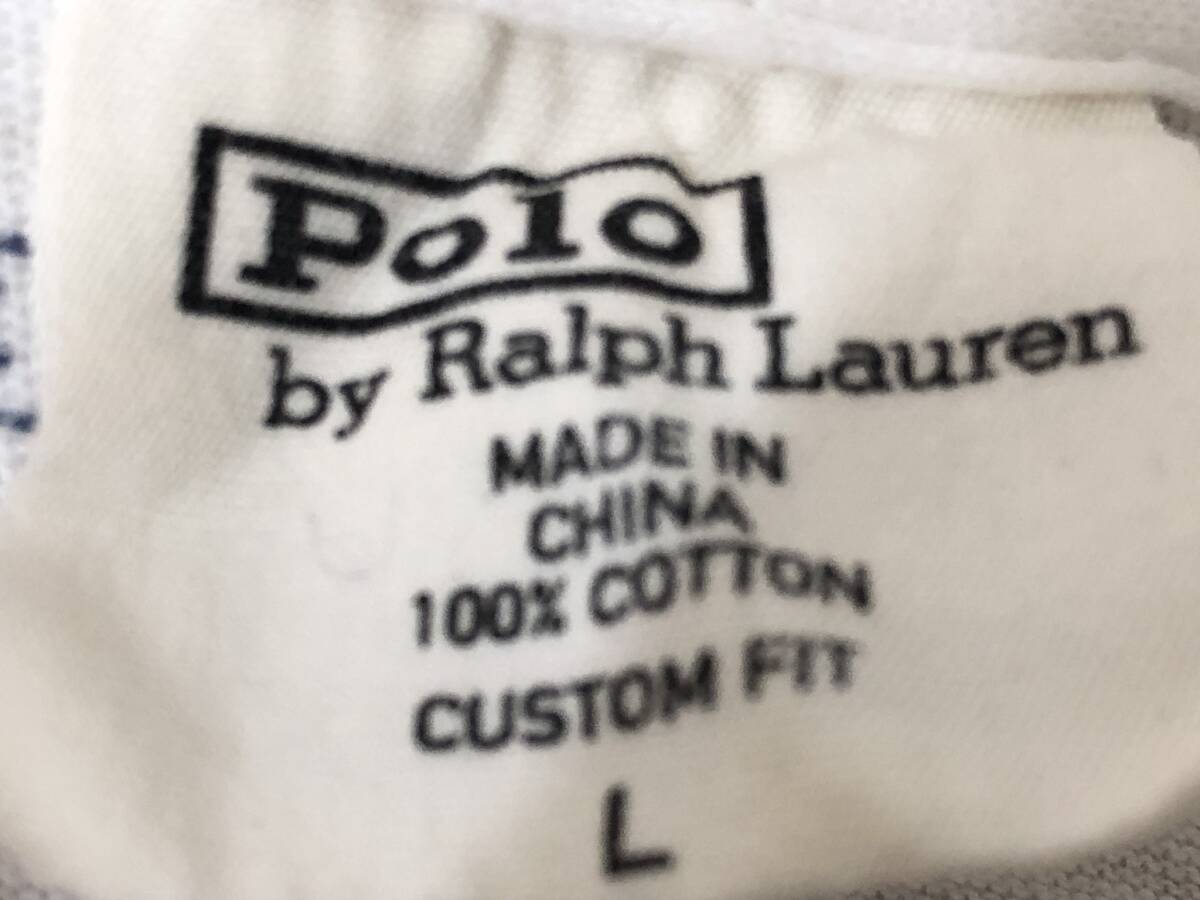 Polo
by Ralph Lauren
MADE IN
CHINA
100% COTTON
CUSTOM FIT
L